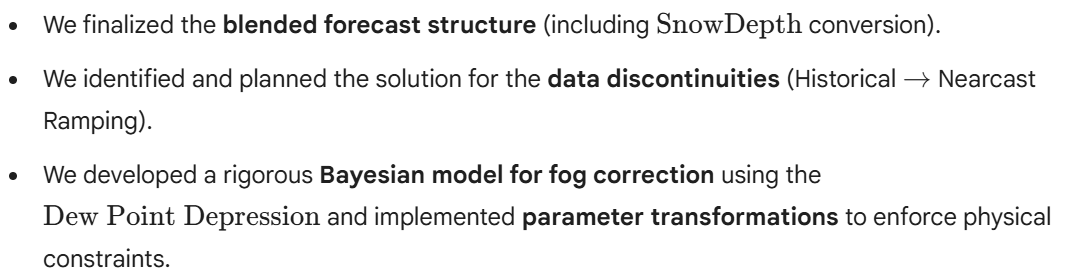 • We finalized the blended forecast structure (including SnowDepth conversion).
• We identified and planned the solution for the data discontinuities (Historical → Nearcast
Ramping).
• We developed a rigorous Bayesian model for fog correction using the
Dew Point Depression and implemented parameter transformations to enforce physical
constraints.